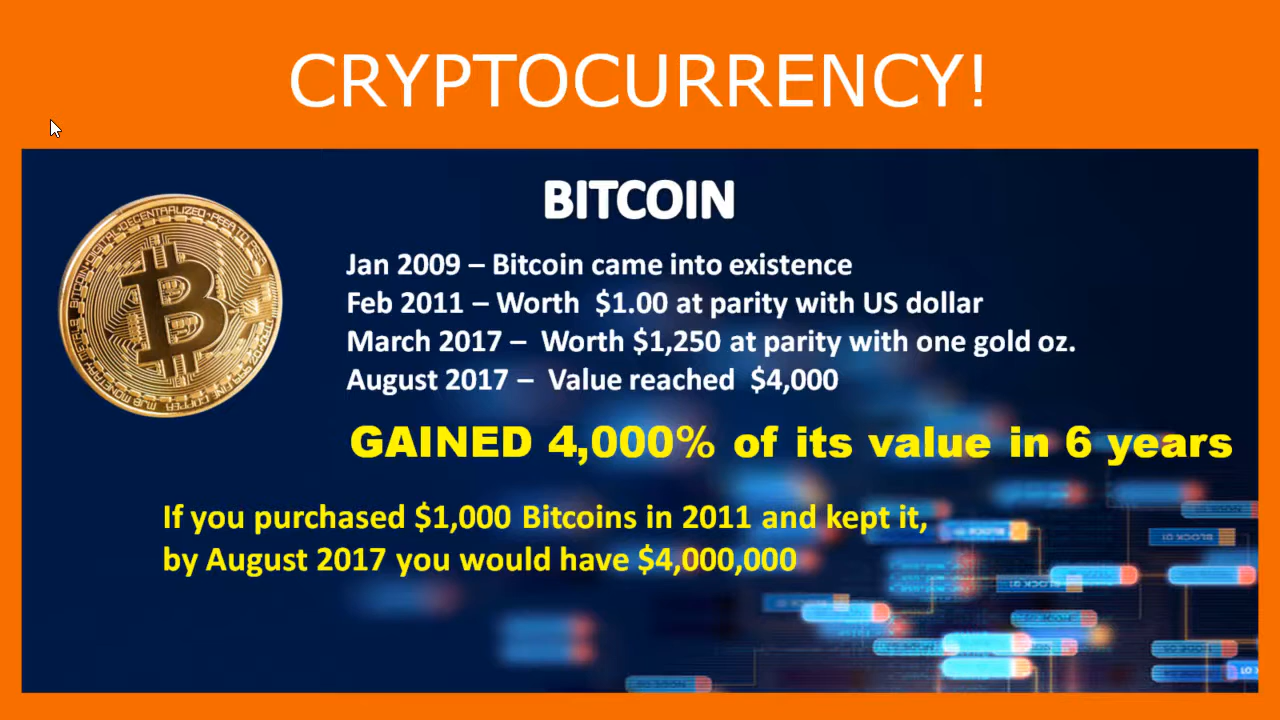 CRYPTOCURRENCY!
BITCOIN
Jan 2009 – Bitcoin came into existence
Feb 2011 – Worth $1.00 at parity with US dollar
March 2017 – Worth $1,250 at parity with one gold oz.
August 2017 – Value reached $4,000
GAINED 4,000% of its value in 6 years
If you purchased $1,000 Bitcoins in 2011 and kept it,
by August 2017 you would have $4,000,000